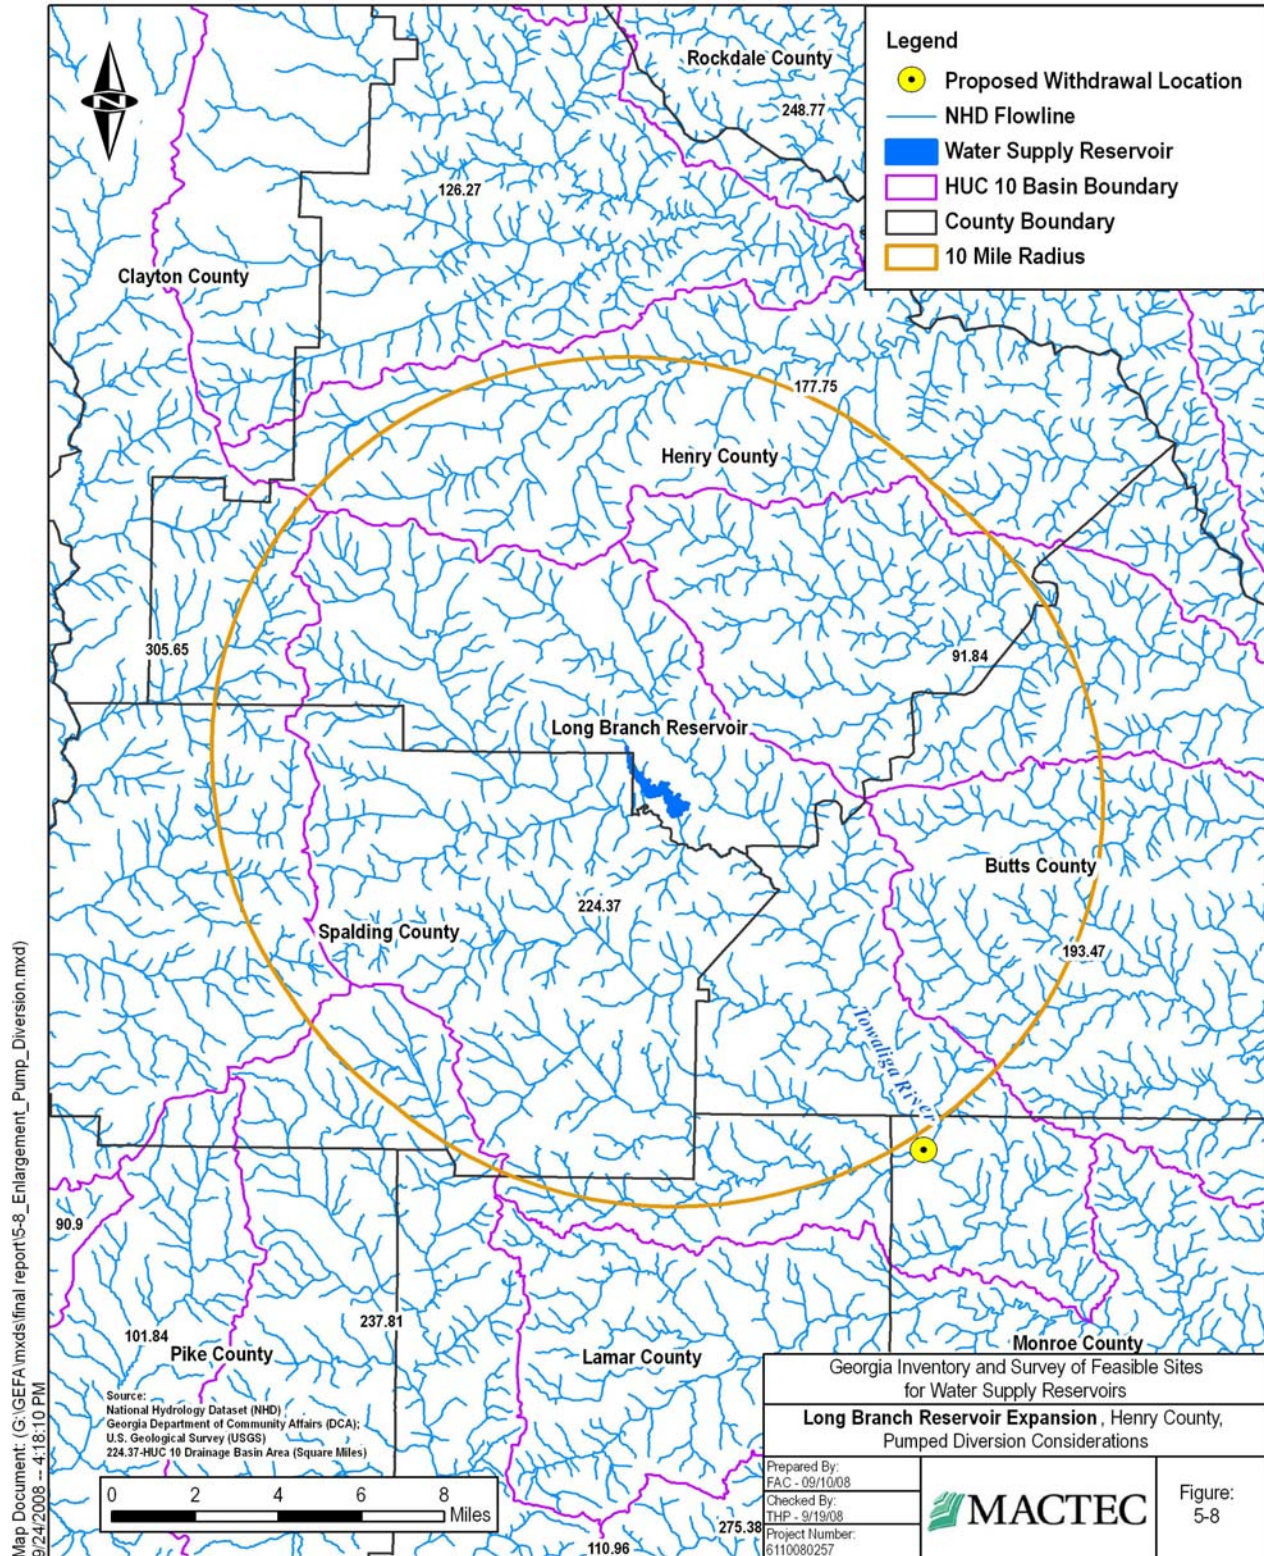 Rockdale County
248.77
126.27
Clayton County
177.75
Henry County
305.65
91.84
Long Branch Reservoir
Butts County
224.37
Spalding County
193.47
Towaliga River
90.9
101.84
Pike County
237.81
Lamar County
Monroe County
275.38
110.96
Legend
Proposed Withdrawal Location
NHD Flowline
Water Supply Reservoir
HUC 10 Basin Boundary
County Boundary
10 Mile Radius
N
Source:
National Hydrology Dataset (NHD)
Georgia Department of Community Affairs (DCA);
U.S. Geological Survey (USGS)
224.37-HUC 10 Drainage Basin Area (Square Miles)
0 2 4 6 8 Miles
Georgia Inventory and Survey of Feasible Sites
for Water Supply Reservoirs
Long Branch Reservoir Expansion, Henry County,
Pumped Diversion Considerations
Prepared By:
FAC - 09/10/08
Checked By:
THP - 9/19/08
Project Number:
6110080257
MACTEC
Figure:
5-8
Map Document: (G:\GEFA\mxds\final report\5-8_Enlargement_Pump_Diversion.mxd)
9/24/2008 -- 4:18:10 PM